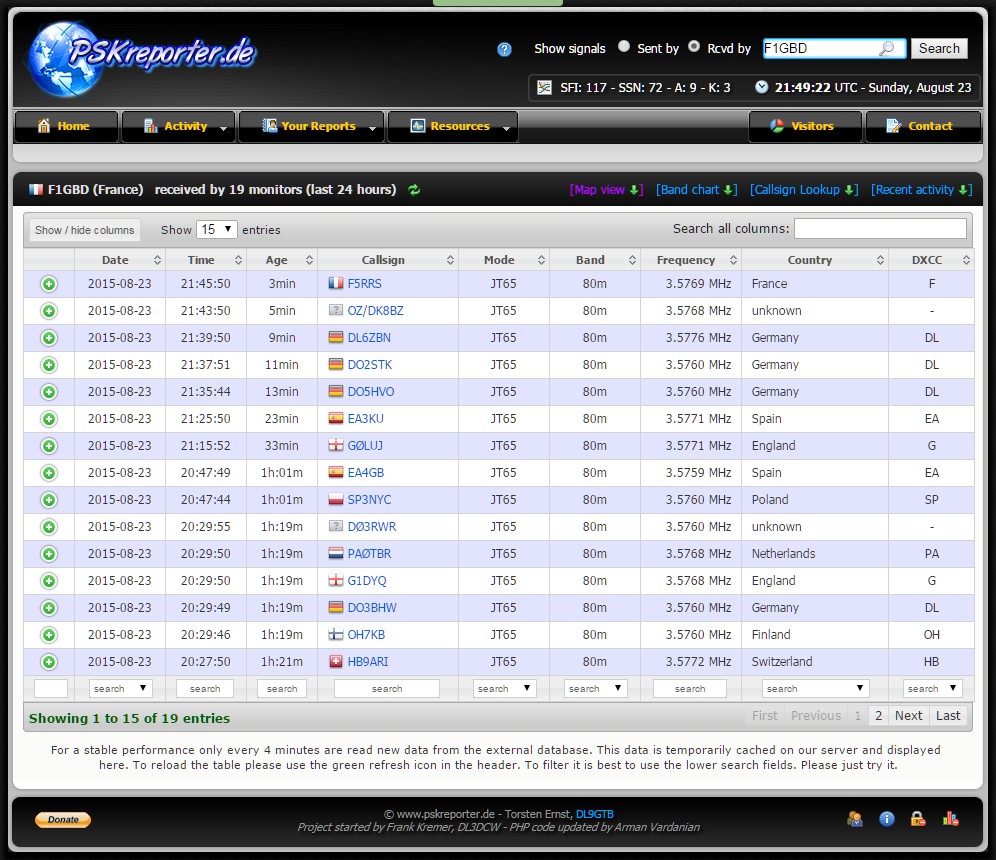 PSKreporter.de
Show signals Sent by Rcvd by F1GBD Search
SFI: 117 - SSN: 72 - A: 9 - K: 3 21:49:22 UTC - Sunday, August 23
Home Activity Your Reports Resources Visitors Contact
F1GBD (France) received by 19 monitors (last 24 hours) [Map view ] [Band chart ] [Callsign Lookup ] [Recent activity ]
Show / hide columns Show 15 entries Search all columns:
Date Time Age Callsign Mode Band Frequency Country DXCC
2015-08-23 21:45:50 3min F5RRS JT65 80m 3.5769 MHz France F
2015-08-23 21:43:50 5min OZ/DK8BZ JT65 80m 3.5768 MHz unknown -
2015-08-23 21:39:50 9min DL6ZBN JT65 80m 3.5776 MHz Germany DL
2015-08-23 21:37:51 11min DO2STK JT65 80m 3.5760 MHz Germany DL
2015-08-23 21:35:44 13min DO5HVO JT65 80m 3.5760 MHz Germany DL
2015-08-23 21:25:50 23min EA3KU JT65 80m 3.5771 MHz Spain EA
2015-08-23 21:15:52 33min GØLUJ JT65 80m 3.5771 MHz England G
2015-08-23 20:47:49 1h:01m EA4GB JT65 80m 3.5759 MHz Spain EA
2015-08-23 20:47:44 1h:01m SP3NYC JT65 80m 3.5760 MHz Poland SP
2015-08-23 20:29:55 1h:19m DØ3RWR JT65 80m 3.5760 MHz unknown -
2015-08-23 20:29:50 1h:19m PAØTBR JT65 80m 3.5768 MHz Netherlands PA
2015-08-23 20:29:50 1h:19m G1DYQ JT65 80m 3.5768 MHz England G
2015-08-23 20:29:49 1h:19m DO3BHW JT65 80m 3.5760 MHz Germany DL
2015-08-23 20:29:46 1h:19m OH7KB JT65 80m 3.5760 MHz Finland OH
2015-08-23 20:27:50 1h:21m HB9ARI JT65 80m 3.5772 MHz Switzerland HB
search search search search search search search search search
Showing 1 to 15 of 19 entries First Previous 1 2 Next Last
For a stable performance only every 4 minutes are read new data from the external database. This data is temporarily cached on our server and displayed
here. To reload the table please use the green refresh icon in the header. To filter it is best to use the lower search fields. Please just try it.
Donate © www.pskreporter.de - Torsten Ernst, DL9GTB
Project started by Frank Kremer, DL3DCW - PHP code updated by Arman Vardanian